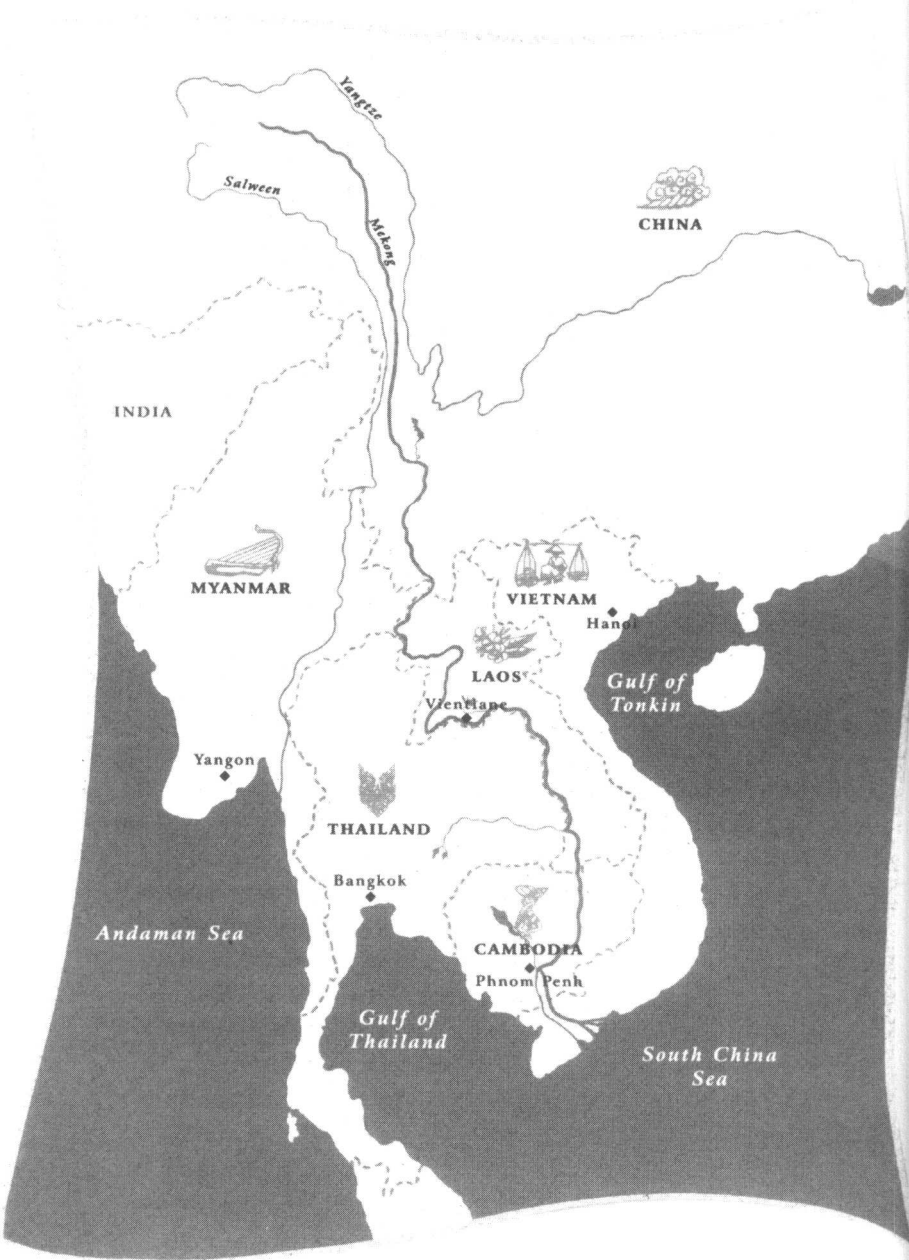 Yangtze
Salween
Mekong
CHINA
INDIA
MYANMAR
VIETNAM
Hanoi
LAOS
Gulf of
Tonkin
Vientiane
Yangon
THAILAND
Bangkok
Andaman Sea
CAMBODIA
Phnom Penh
Gulf of
Thailand
South China
Sea